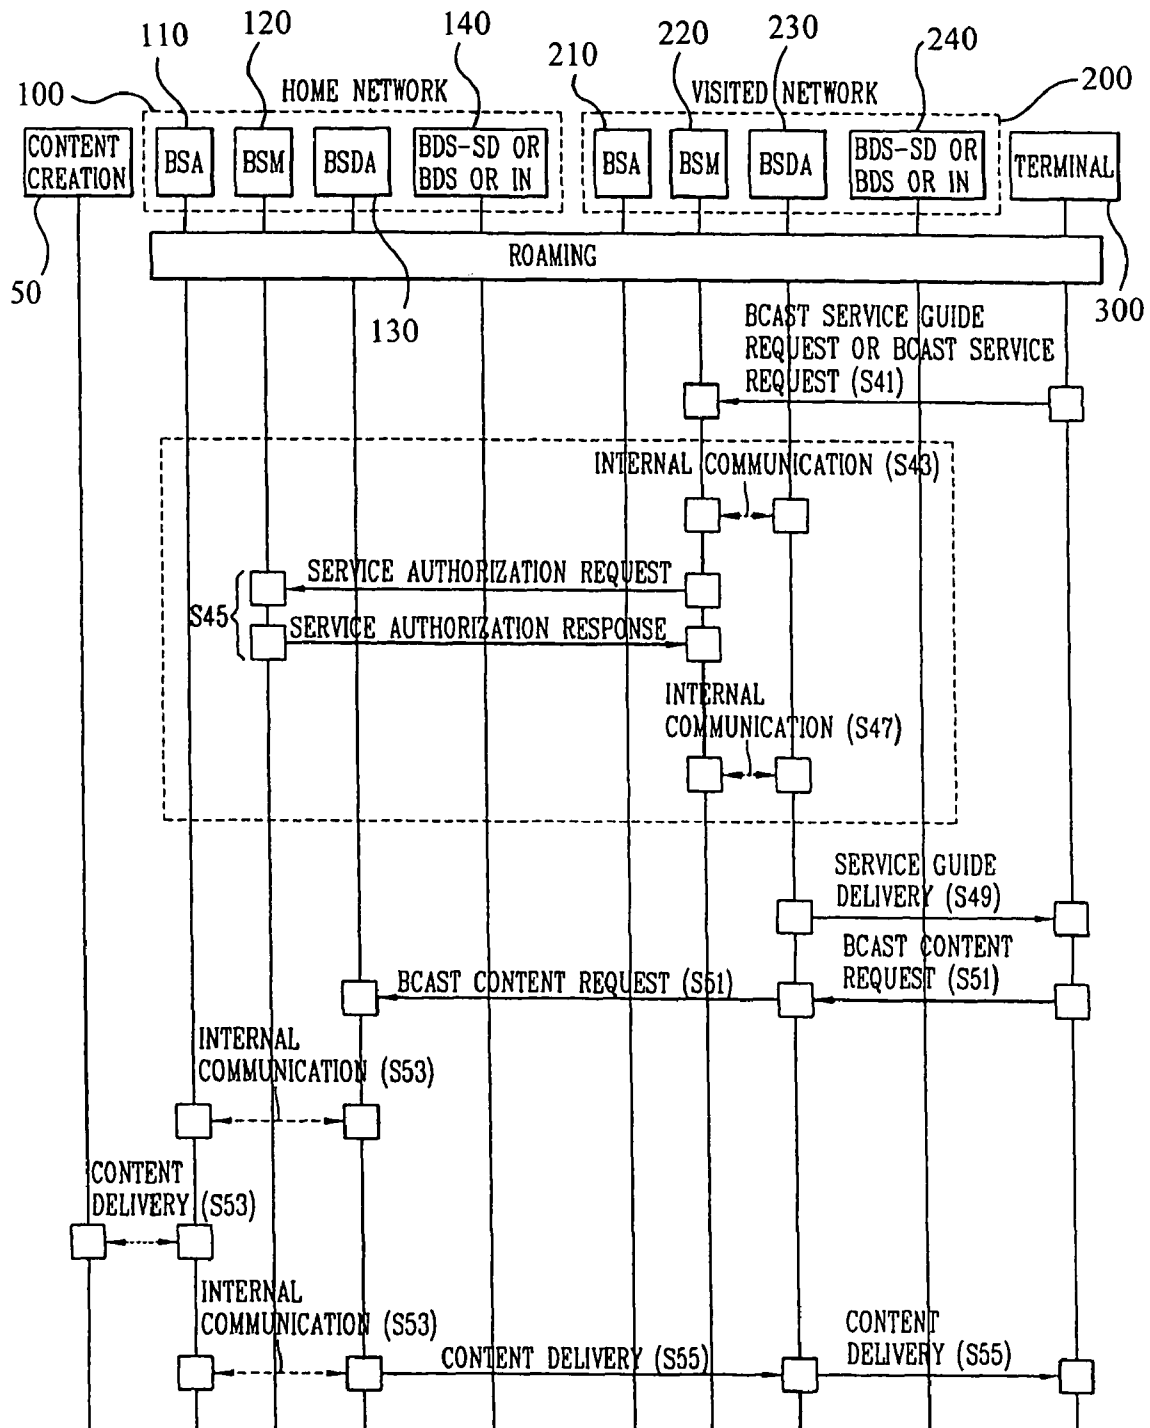 110
120
140
210
220
230
240
100
HOME NETWORK
VISITED NETWORK
200
CONTENT
CREATION
BSA
BSM
BSDA
BDS-SD OR
BDS OR IN
BSA
BSM
BSDA
BDS-SD OR
BDS OR IN
TERMINAL
ROAMING
50
130
300
BCAST SERVICE GUIDE
REQUEST OR BCAST SERVICE
REQUEST (S41)
INTERNAL COMMUNICATION (S43)
SERVICE AUTHORIZATION REQUEST
S45
SERVICE AUTHORIZATION RESPONSE
INTERNAL
COMMUNICATION (S47)
SERVICE GUIDE
DELIVERY (S49)
BCAST CONTENT REQUEST (S51)
BCAST CONTENT
REQUEST (S51)
INTERNAL
COMMUNICATION (S53)
CONTENT
DELIVERY (S53)
INTERNAL
COMMUNICATION (S53)
CONTENT DELIVERY (S55)
CONTENT
DELIVERY (S55)